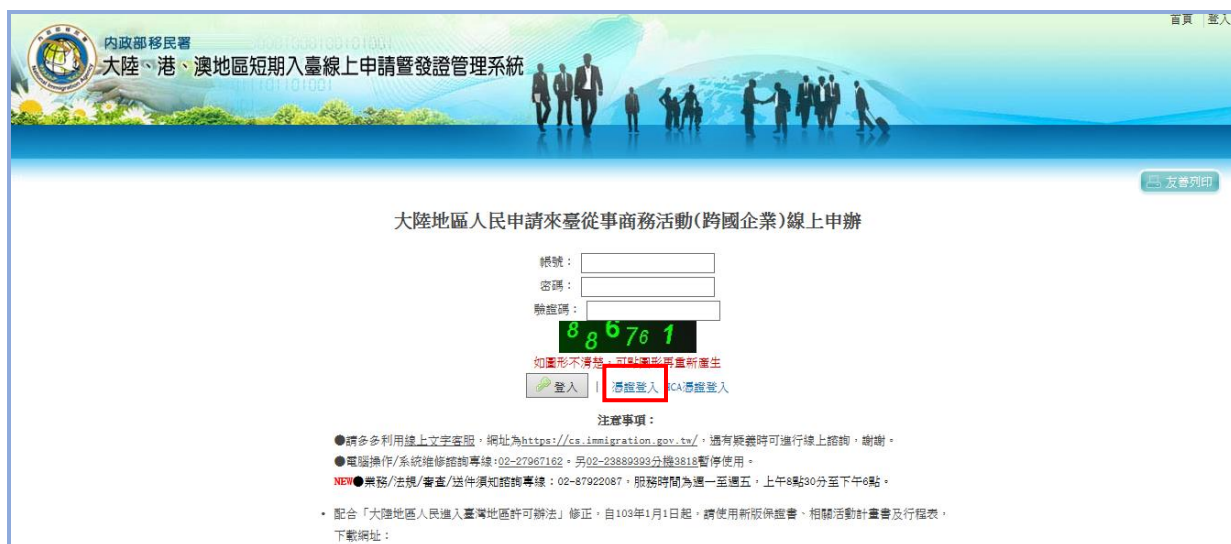 首頁 登入
內政部移民署
大陸、港、澳地區短期入臺線上申請暨發證管理系統
友善列印
大陸地區人民申請來臺從事商務活動(跨國企業)線上申辦
帳號：
密碼：
驗證碼：
886761
如圖形不清楚，可點圖形再重新產生
登入 | 憑證登入 HCA憑證登入
注意事項：
●請多多利用線上文字客服，網址為https://cs.immigration.gov.tw/，遇有疑義時可進行線上諮詢，謝謝。
●電腦操作/系統維修諮詢專線:02-27967162。另02-23889393分機3818暫停使用。
NEW●業務/法規/審查/送件須知諮詢專線：02-87922087，服務時間為週一至週五，上午8點30分至下午6點。
• 配合「大陸地區人民進入臺灣地區許可辦法」修正，自103年1月1日起，請使用新版保證書、相關活動計畫書及行程表，
下載網址：